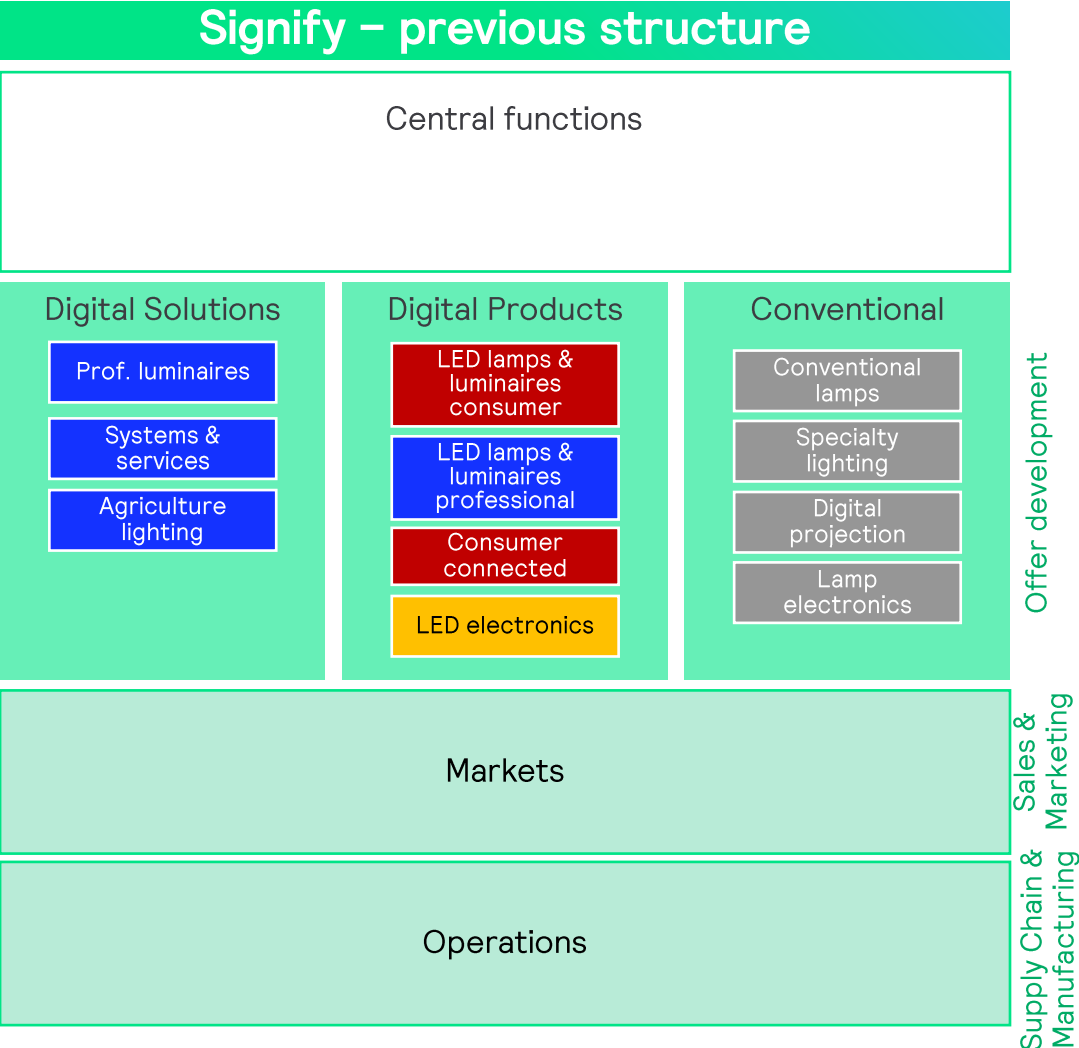 Signify – previous structure
Central functions
Digital Solutions
Prof. luminaires
Systems &
services
Agriculture
lighting
Digital Products
LED lamps &
luminaires
consumer
LED lamps &
luminaires
professional
Consumer
connected
LED electronics
Conventional
Conventional
lamps
Specialty
lighting
Digital
projection
Lamp
electronics
Offer development
Markets
Sales &
Marketing
Operations
Supply Chain &
Manufacturing